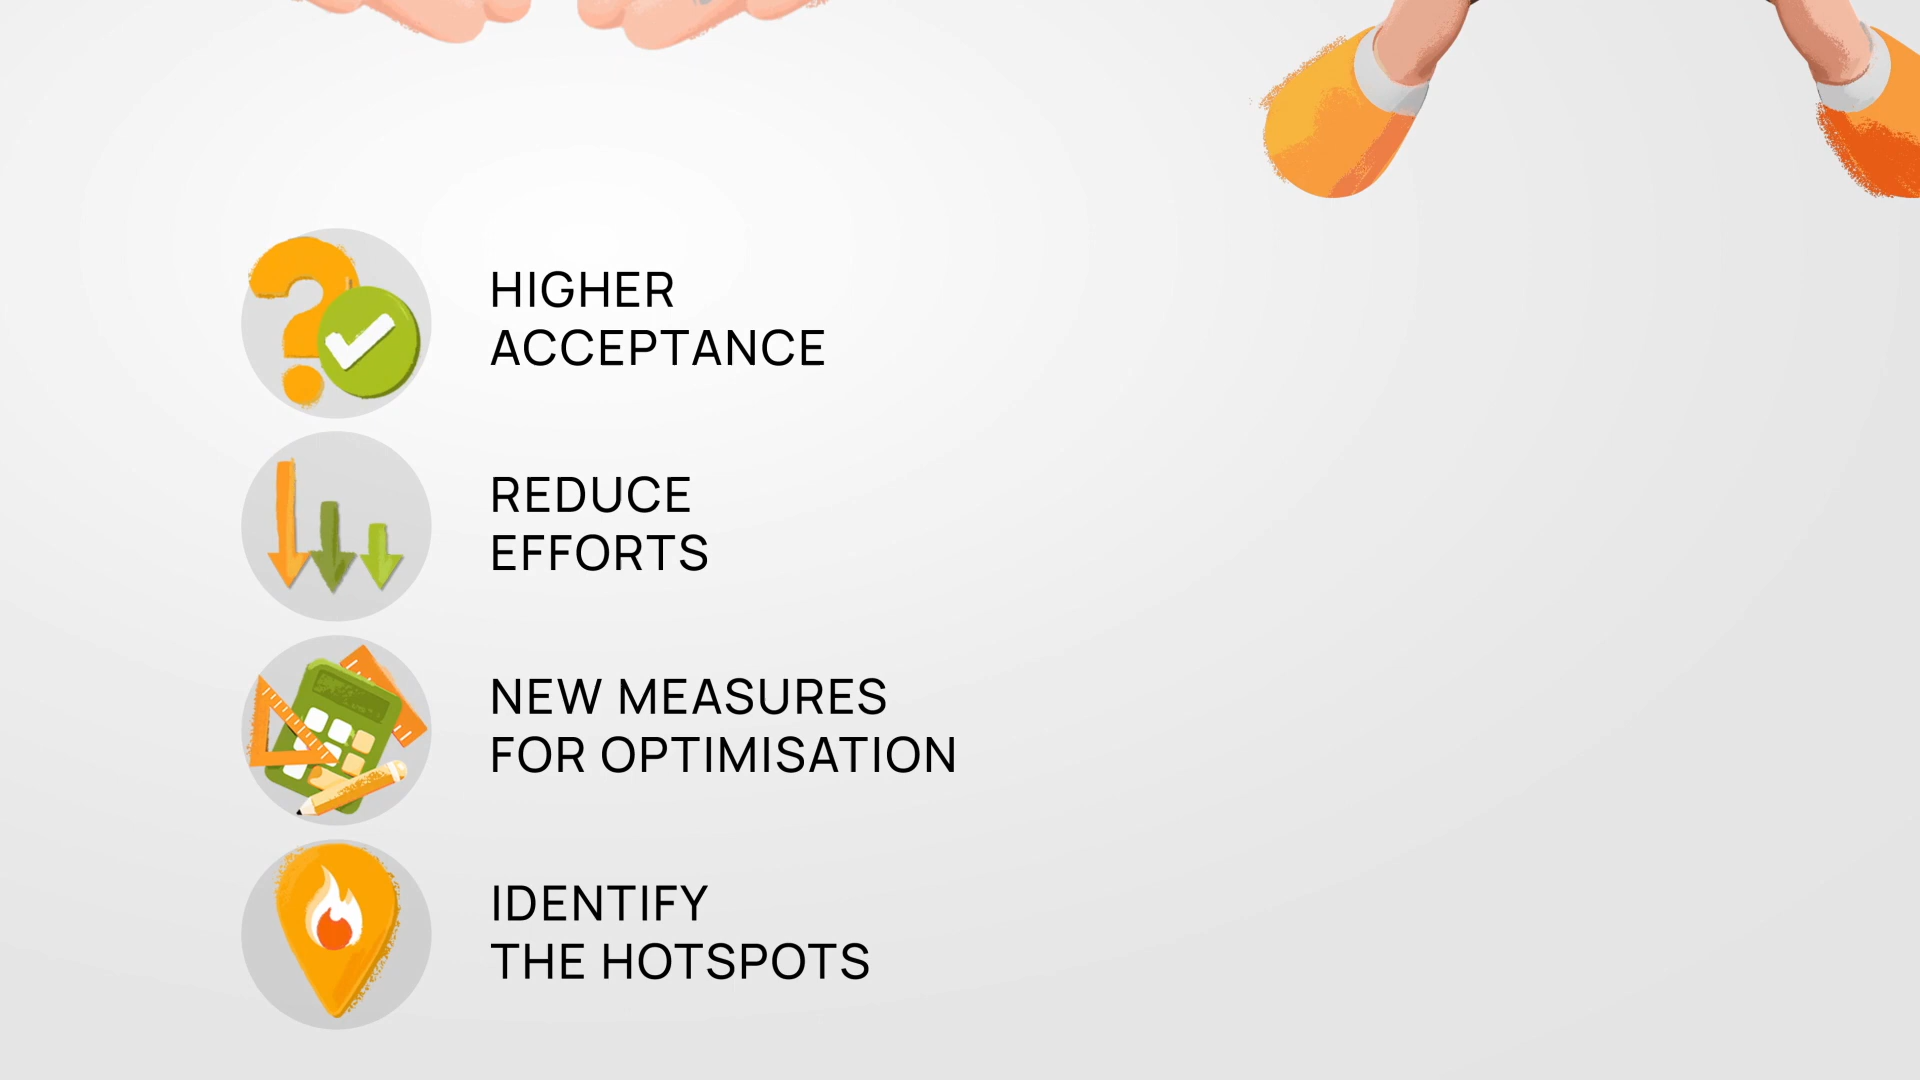 HIGHER
ACCEPTANCE
REDUCE
EFFORTS
NEW MEASURES
FOR OPTIMISATION
IDENTIFY
THE HOTSPOTS